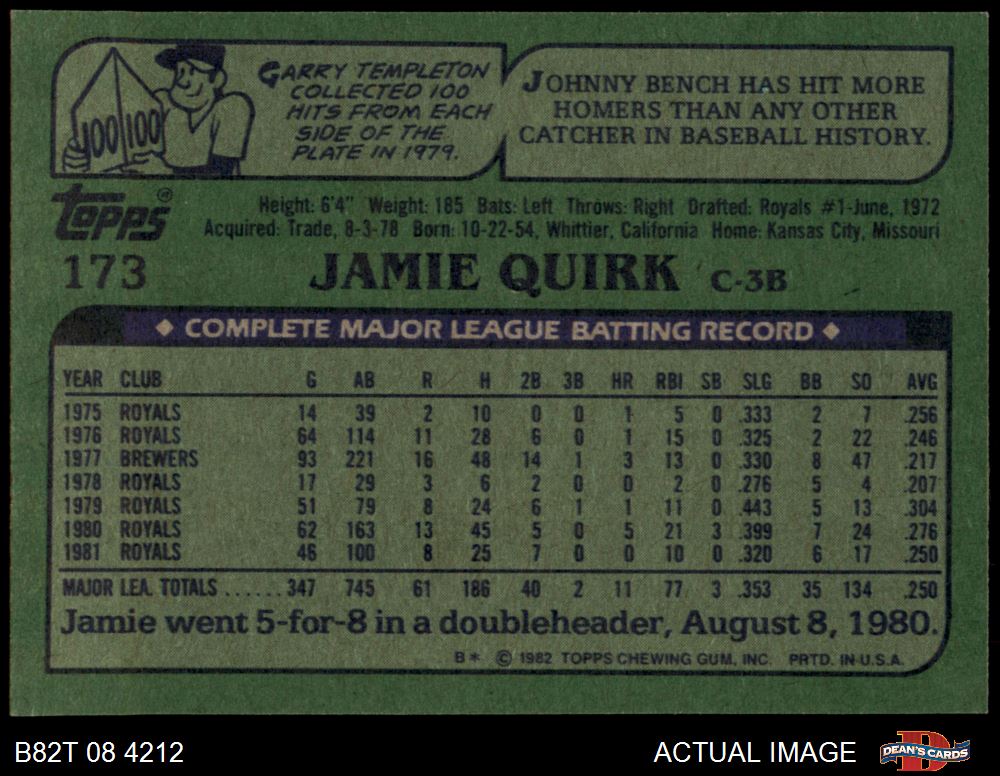 GARRY TEMPLETON
COLLECTED 100
HITS FROM EACH
SIDE OF THE
PLATE IN 1979.
100 100
JOHNNY BENCH HAS HIT MORE
HOMERS THAN ANY OTHER
CATCHER IN BASEBALL HISTORY.
Topps®
Height: 6'4" Weight: 185 Bats: Left Throws: Right Drafted: Royals #1-June, 1972
Acquired: Trade, 8-3-78 Born: 10-22-54, Whittier, California Home: Kansas City, Missouri
173 JAMIE QUIRK C-3B
◆ COMPLETE MAJOR LEAGUE BATTING RECORD ◆
YEAR CLUB G AB R H 2B 3B HR RBI SB SLG BB SO AVG
1975 ROYALS 14 39 2 10 0 0 1 5 0 .333 2 7 .256
1976 ROYALS 64 114 11 28 6 0 1 15 0 .325 2 22 .246
1977 BREWERS 93 221 16 48 14 1 3 13 0 .330 8 47 .217
1978 ROYALS 17 29 3 6 2 0 0 2 0 .276 5 4 .207
1979 ROYALS 51 79 8 24 6 1 1 11 0 .443 5 13 .304
1980 ROYALS 62 163 13 45 5 0 5 21 3 .399 7 24 .276
1981 ROYALS 46 100 8 25 7 0 0 10 0 .320 6 17 .250
MAJOR LEA. TOTALS ...... 347 745 61 186 40 2 11 77 3 .353 35 134 .250
Jamie went 5-for-8 in a doubleheader, August 8, 1980.
B* © 1982 TOPPS CHEWING GUM, INC. PRTD. IN U.S.A.
B82T 08 4212
ACTUAL IMAGE
D
DEAN'S CARDS